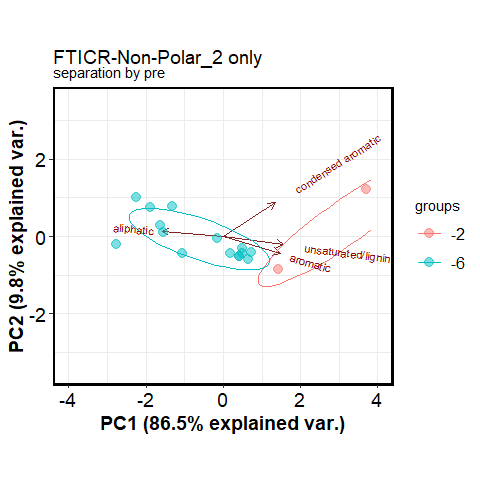 FTICR-Non-Polar_2 only
separation by pre
PC2 (9.8% explained var.)
2
0
-2
condensed aromatic
aliphatic
unsaturated/lignin
aromatic
groups
-2
-6
-4
-2
0
2
4
PC1 (86.5% explained var.)